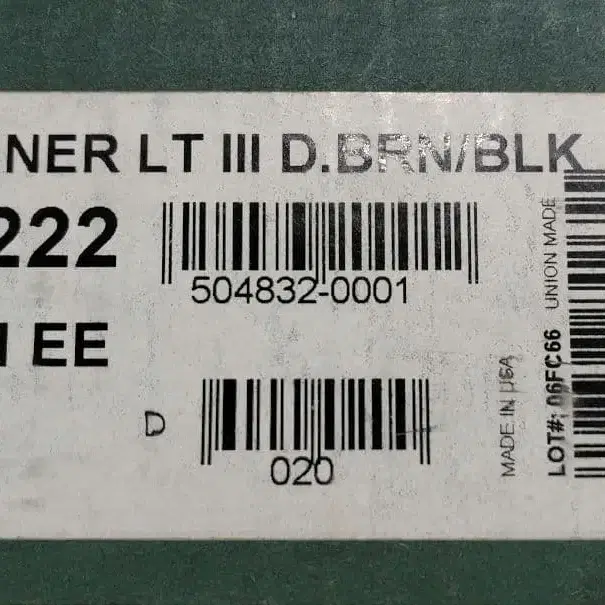 NER LT III D.BRN/BLK
222
504832-0001
EE
D
020
MADE IN USA
LOT#: 06FC66 UNION MADE